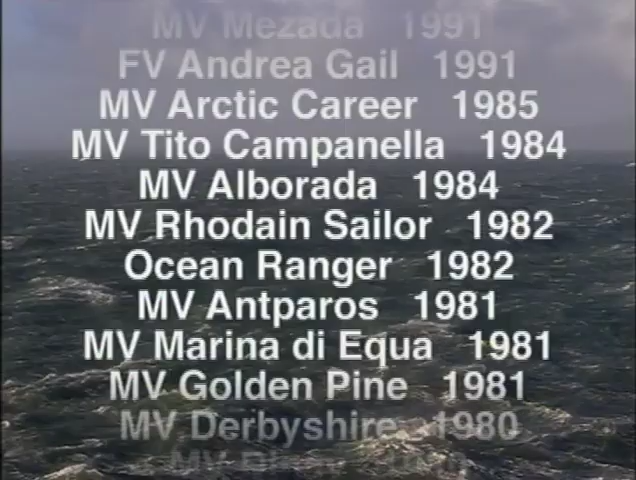 MV Mezada 1991
FV Andrea Gail 1991
MV Arctic Career 1985
MV Tito Campanella 1984
MV Alborada 1984
MV Rhodain Sailor 1982
Ocean Ranger 1982
MV Antparos 1981
MV Marina di Equa 1981
MV Golden Pine 1981
MV Derbyshire 1980
MV